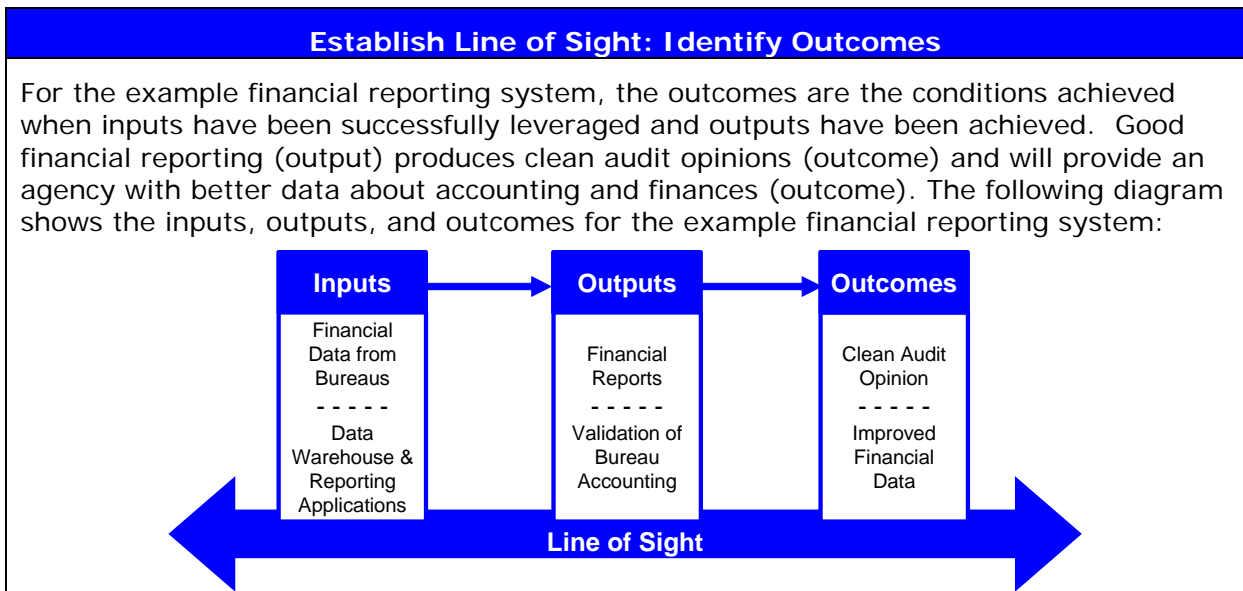 Establish Line of Sight: Identify Outcomes
For the example financial reporting system, the outcomes are the conditions achieved
when inputs have been successfully leveraged and outputs have been achieved.  Good
financial reporting (output) produces clean audit opinions (outcome) and will provide an
agency with better data about accounting and finances (outcome). The following diagram
shows the inputs, outputs, and outcomes for the example financial reporting system:
Inputs
Financial
Data from
Bureaus
- - - - -
Data
Warehouse &
Reporting
Applications
Outputs
Financial
Reports
- - - - -
Validation of
Bureau
Accounting
Outcomes
Clean Audit
Opinion
- - - - -
Improved
Financial
Data
Line of Sight